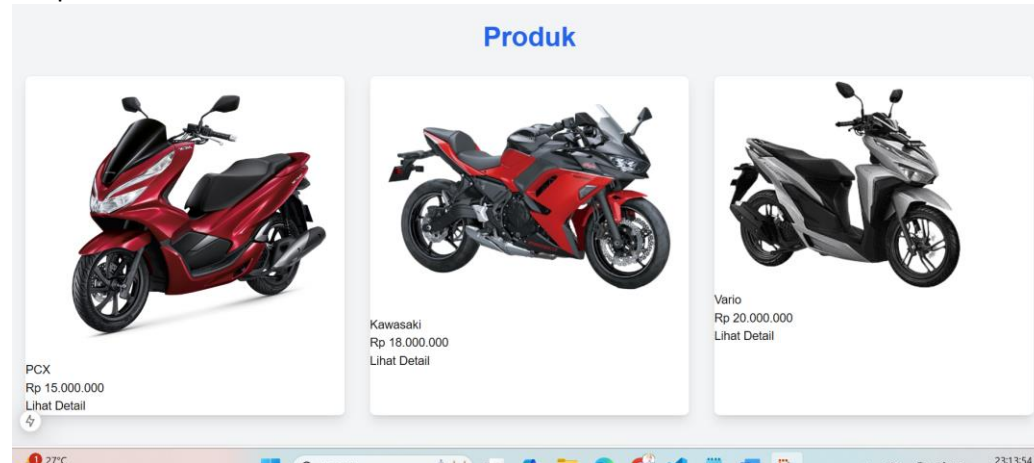 Produk
PCX
Rp 15.000.000
Lihat Detail
Kawasaki
Rp 18.000.000
Lihat Detail
Vario
Rp 20.000.000
Lihat Detail
1
27°C
23:13:54